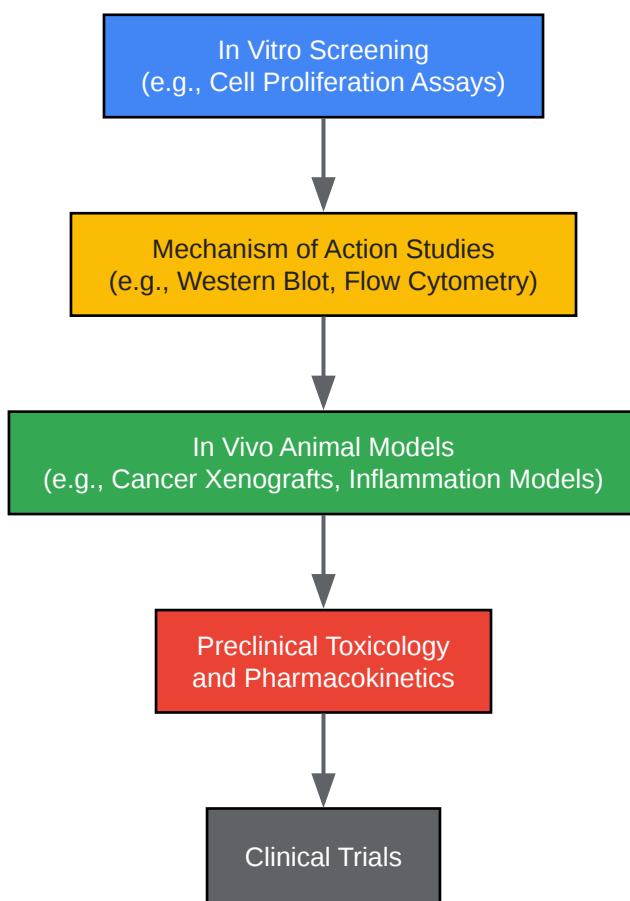 In Vitro Screening
(e.g., Cell Proliferation Assays)
Mechanism of Action Studies
(e.g., Western Blot, Flow Cytometry)
In Vivo Animal Models
(e.g., Cancer Xenografts, Inflammation Models)
Preclinical Toxicology
and Pharmacokinetics
Clinical Trials